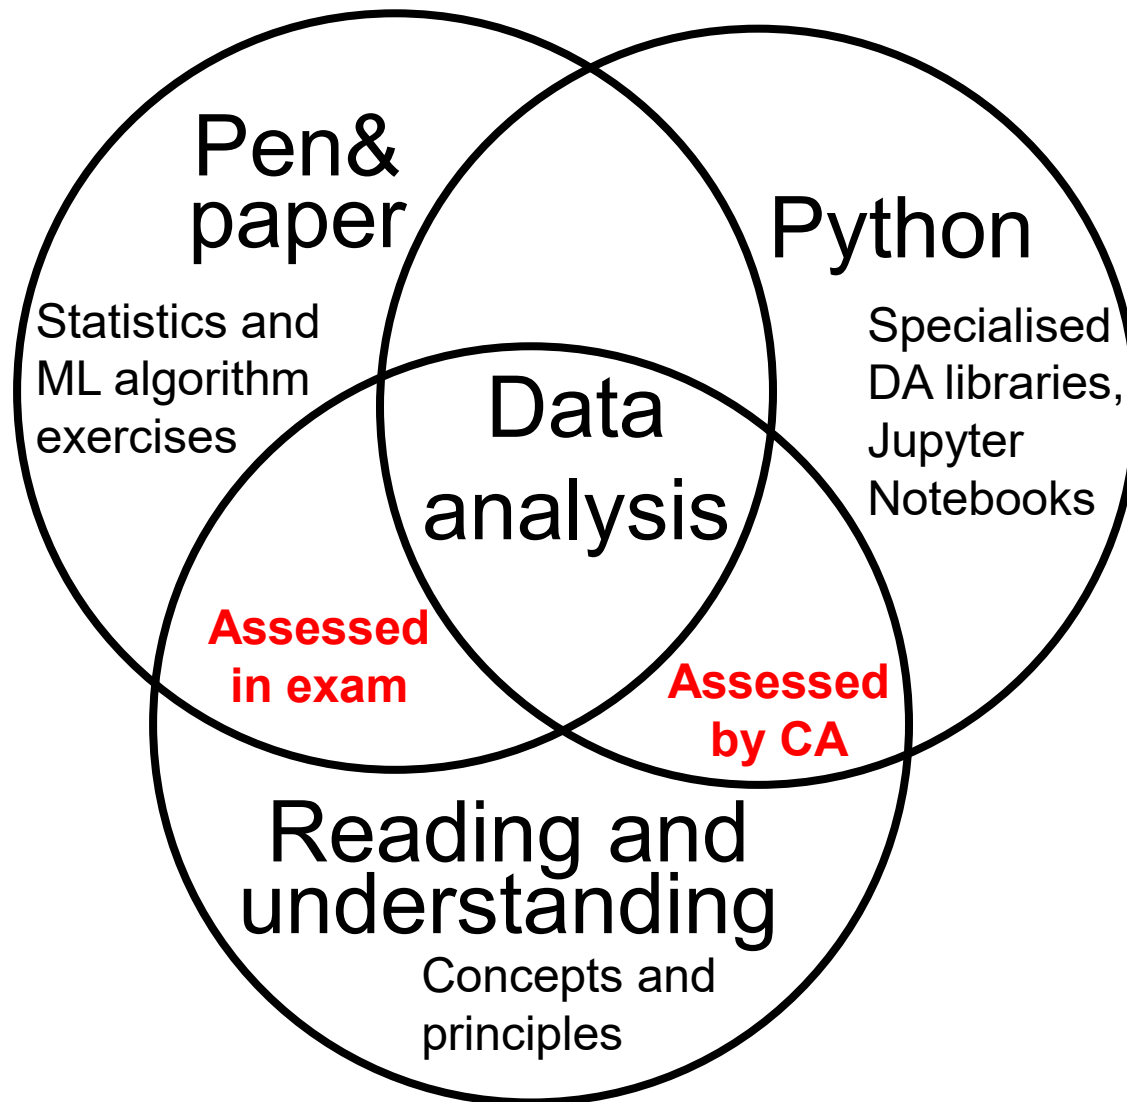 Pen&
paper
Statistics and
ML algorithm
exercises
Python
Specialised
DA libraries,
Jupyter
Notebooks
Data
analysis
Assessed
in exam
Assessed
by CA
Reading and
understanding
Concepts and
principles